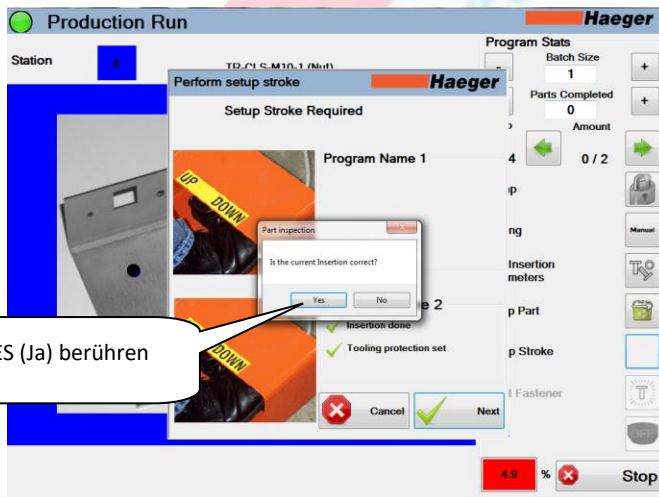 Production Run
Haeger
Program Stats
Station
4
TR-CLS-M10-1 (Nut)
Batch Size
-
1
+
Parts Completed
0
+
Amount
4
0 / 2
Perform setup stroke
Haeger
Setup Stroke Required
Program Name 1
UP DOWN
Part inspection
Is the current Insertion correct?
Yes
No
2
Insertion done
Tooling protection set
DOWN
Cancel
Next
Manual
Insertion
p Part
p Stroke
t Fastener
T
OFF
4.9
%
Stop
ES (Ja) berühren